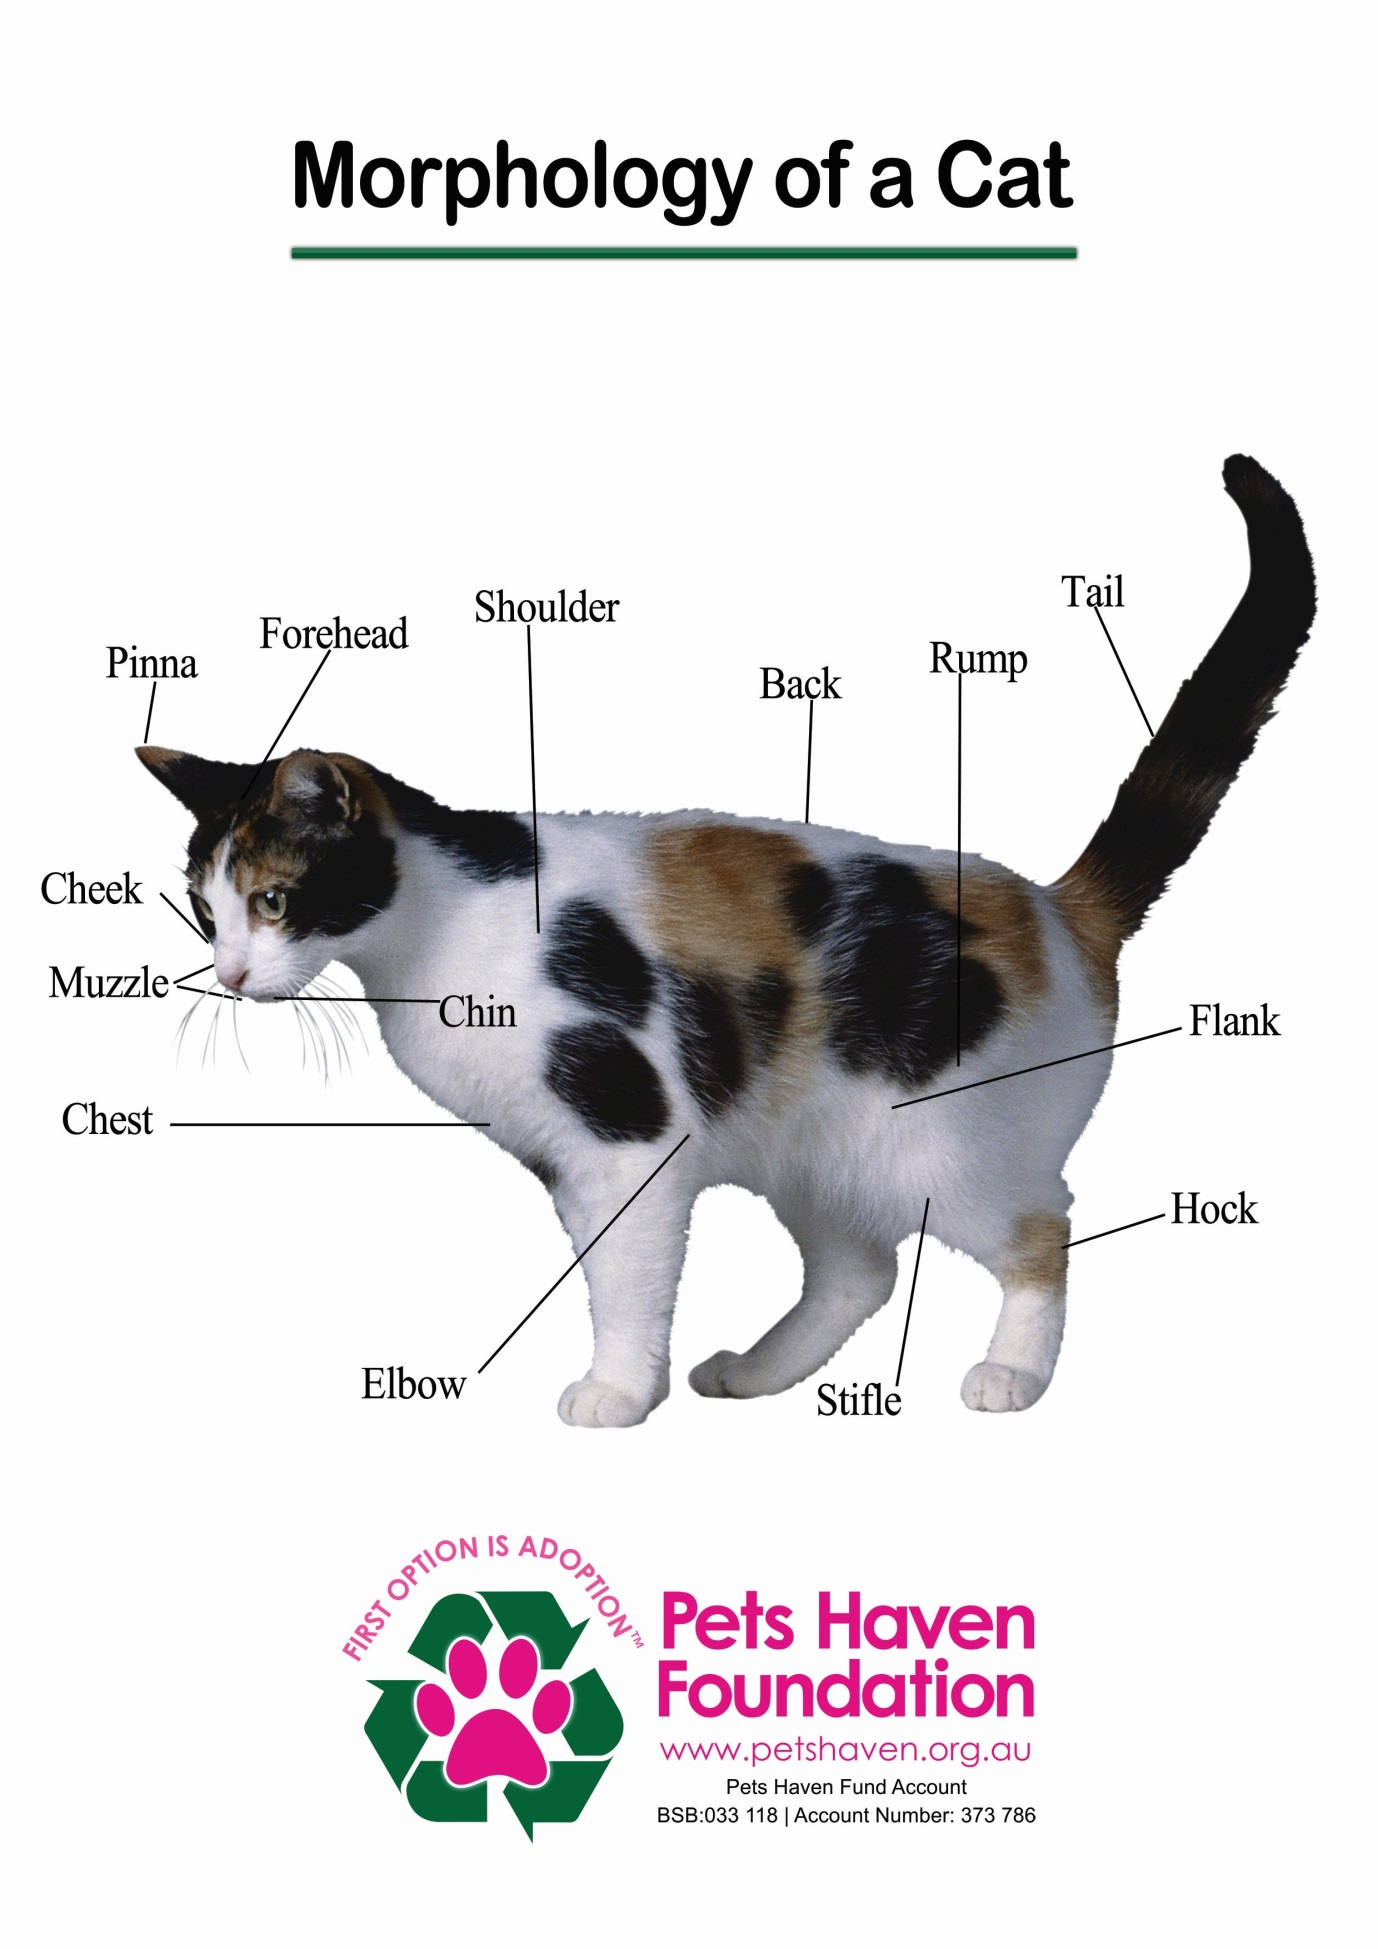 Morphology of a Cat
Tail
Shoulder
Forehead
Pinna
Rump
Back
Cheek
Muzzle
Chin
Flank
Chest
Hock
Elbow
Stifle
FIRST OPTION IS ADOPTION™
Pets Haven
Foundation
www.petshaven.org.au
Pets Haven Fund Account
BSB:033 118 | Account Number: 373 786